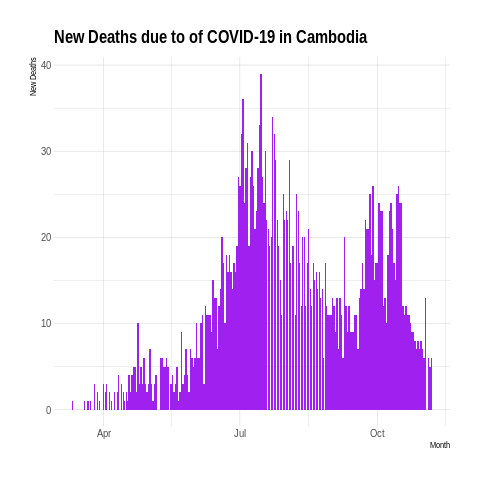 New Deaths due to of COVID-19 in Cambodia
New Deaths
40
30
20
10
0
Apr
Jul
Oct
Month